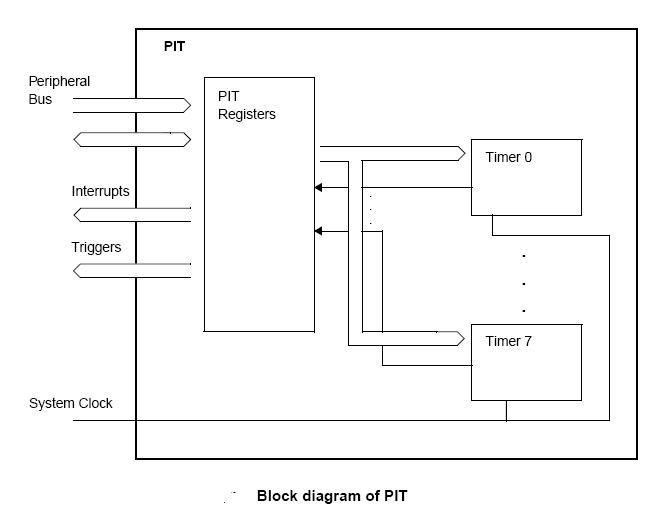 PIT
Peripheral
Bus
PIT
Registers
Timer 0
Interrupts
Triggers
Timer 7
System Clock
Block diagram of PIT